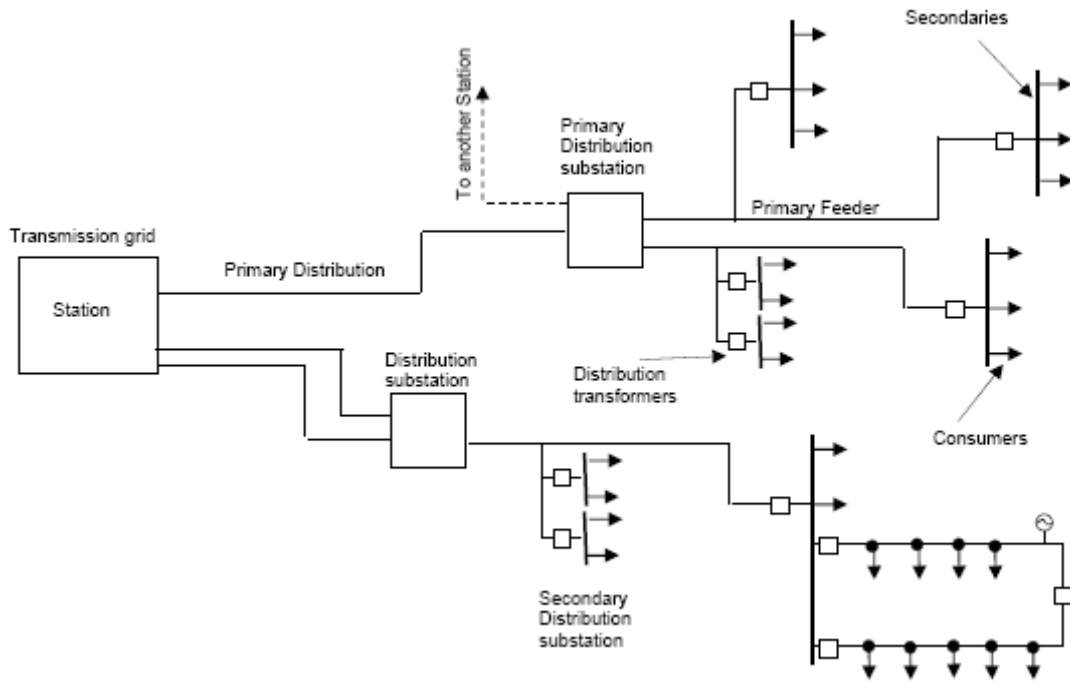 Secondaries
To another Station
Primary
Distribution
substation
Primary Feeder
Transmission grid
Primary Distribution
Station
Distribution
substation
Distribution
transformers
Consumers
Secondary
Distribution
substation